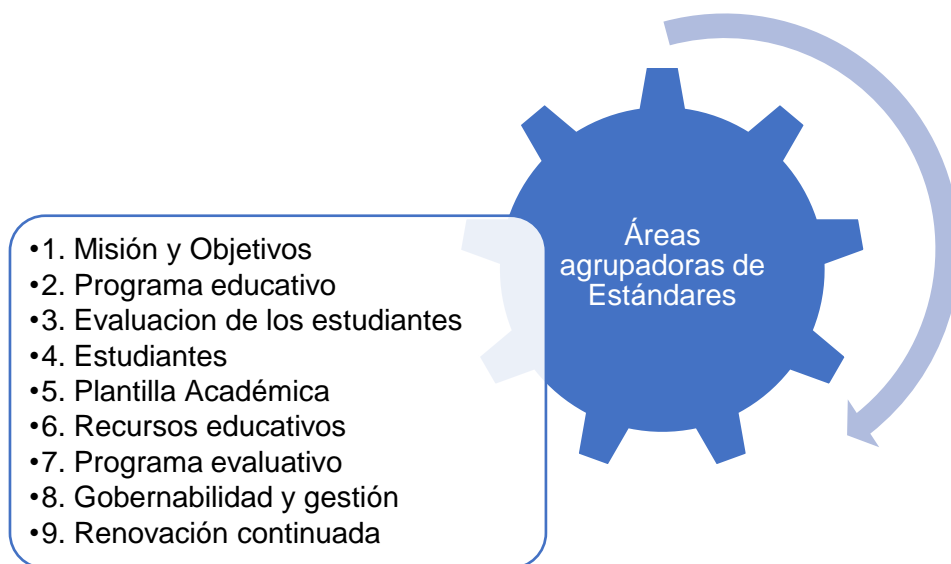 •1. Misión y Objetivos
•2. Programa educativo
•3. Evaluacion de los estudiantes
•4. Estudiantes
•5. Plantilla Académica
•6. Recursos educativos
•7. Programa evaluativo
•8. Gobernabilidad y gestión
•9. Renovación continuada
Áreas
agrupadoras de
Estándares